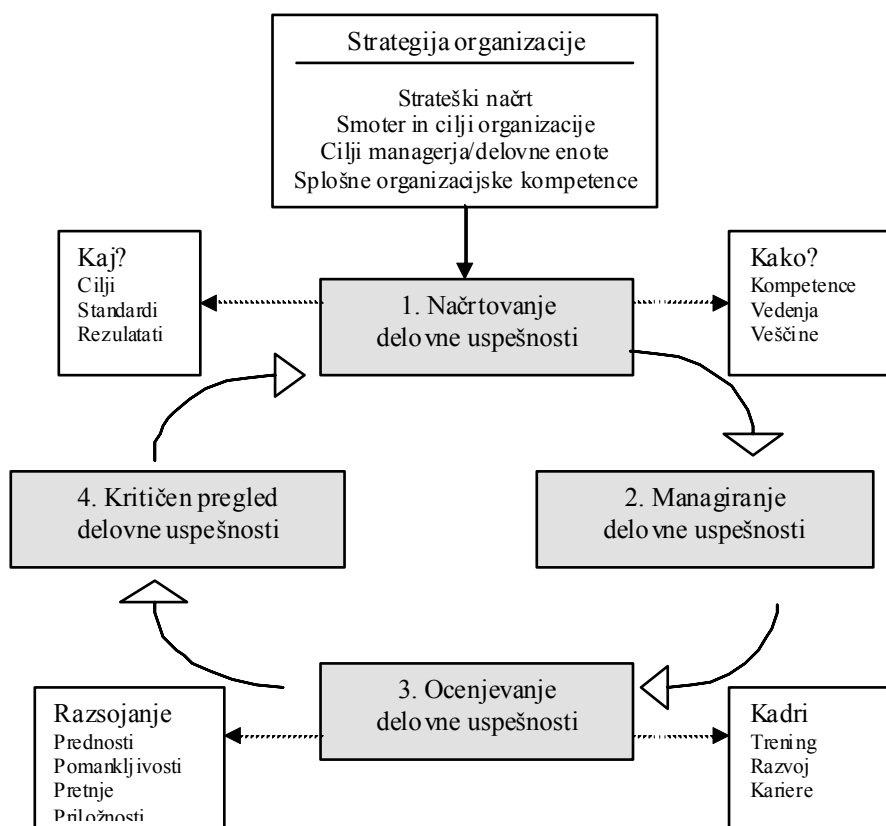 Strategija organizacije
Strateški načrt
Smoter in cilji organizacije
Cilji managerja/delovne enote
Splošne organizacijske kompetence
Kaj?
Cilji
Standardi
Rezulatati
1. Načrtovanje
delovne uspešnosti
Kako?
Kompetence
Vedenja
Veščine
4. Kritičen pregled
delovne uspešnosti
2. Managiranje
delovne uspešnosti
3. Ocenjevanje
delovne uspešnosti
Razsojanje
Prednosti
Pomankljivosti
Pretnje
Priložnosti
Kadri
Trening
Razvoj
Kariere